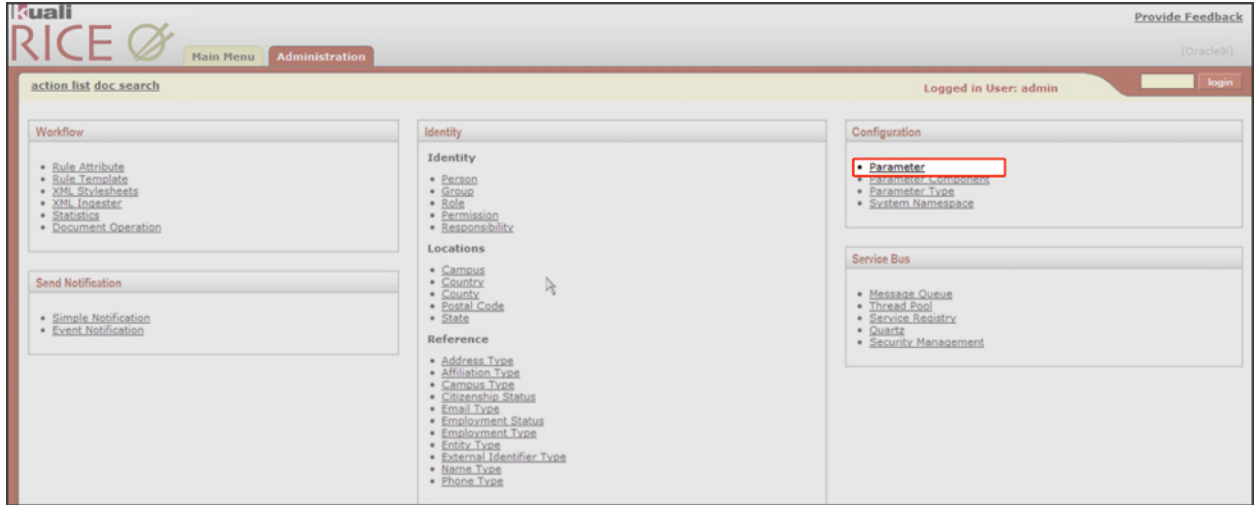 Kuali
Provide Feedback
RICE
Main Menu Administration
(Oracle9i)
action list doc search
Logged in User: admin
login
Workflow
Rule Attribute
Rule Template
XML Stylesheets
XML Ingester
Statistics
Document Operation
Send Notification
Simple Notification
Event Notification
Identity
Identity
Person
Group
Role
Permission
Responsibility
Locations
Campus
Country
County
Postal Code
State
Reference
Address Type
Affiliation Type
Campus Type
Citizenship Status
Email Type
Employment Status
Employment Type
Entity Type
External Identifier Type
Name Type
Phone Type
Configuration
Parameter
Parameter Component
Parameter Type
System Namespace
Service Bus
Message Queue
Thread Pool
Service Registry
Quartz
Security Management